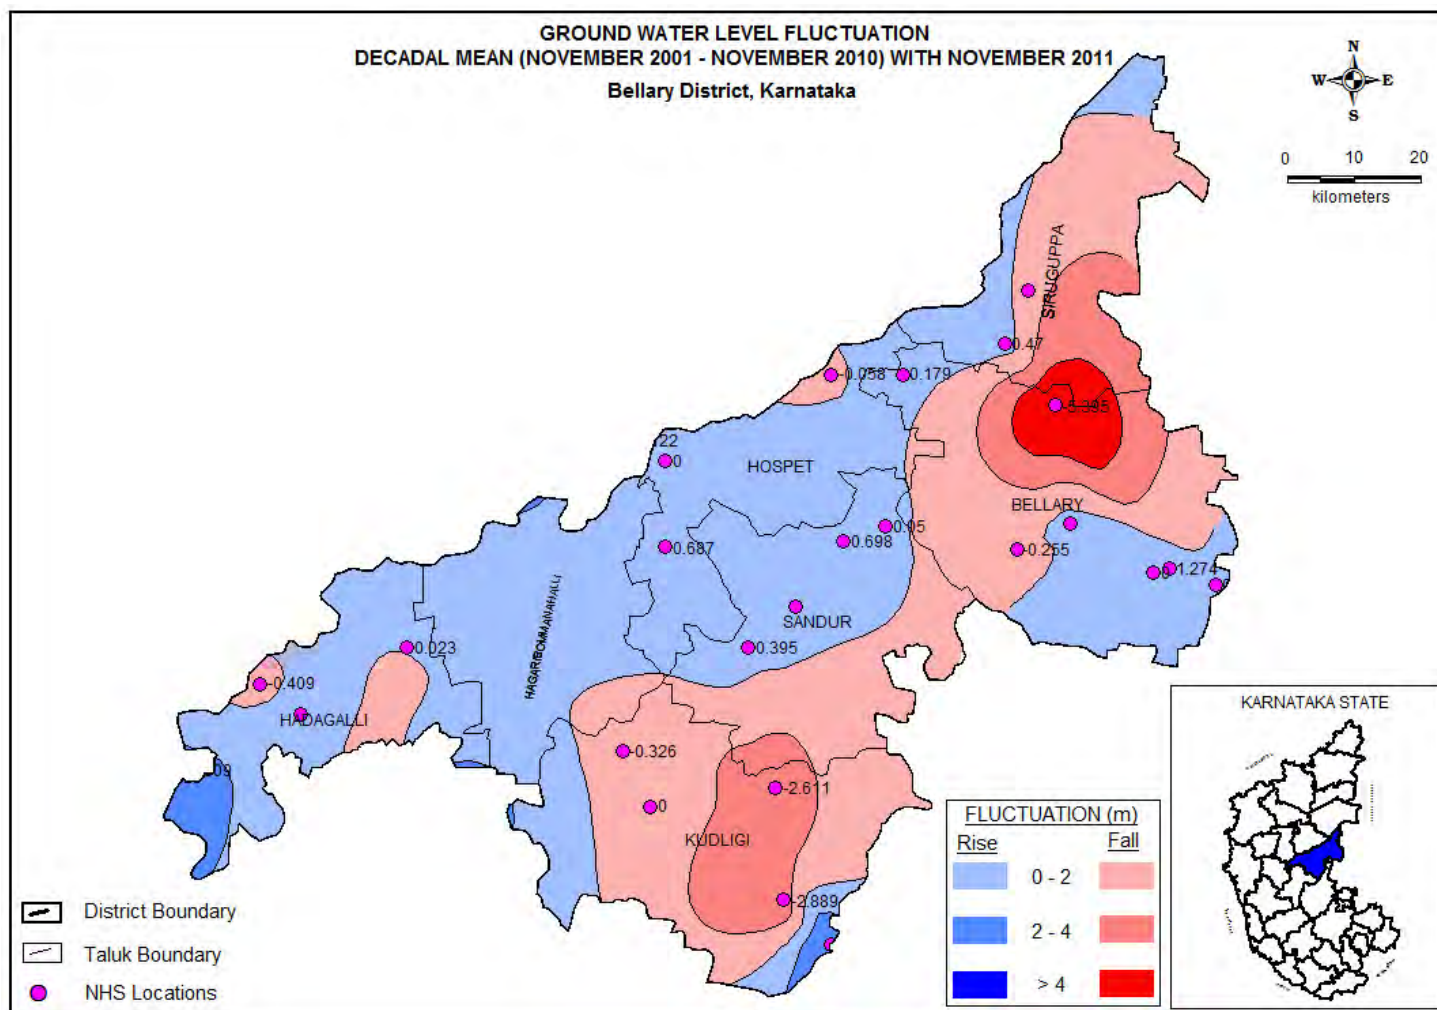 GROUND WATER LEVEL FLUCTUATION
DECADAL MEAN (NOVEMBER 2001 - NOVEMBER 2010) WITH NOVEMBER 2011
Bellary District, Karnataka
N
W E
S
0 10 20
kilometers
SIRUGUPPA
0.47
-0.058
0.179
22
0
HOSPET
BELLARY
0.05
0.698
-0.255
0.687
0
1.274
SANDUR
0.395
0.023
-0.409
HADAGALLI
-0.326
-2.611
0
KUDLIGI
-2.889
09
KARNATAKA STATE
FLUCTUATION (m)
Rise Fall
0 - 2
2 - 4
> 4
District Boundary
Taluk Boundary
NHS Locations